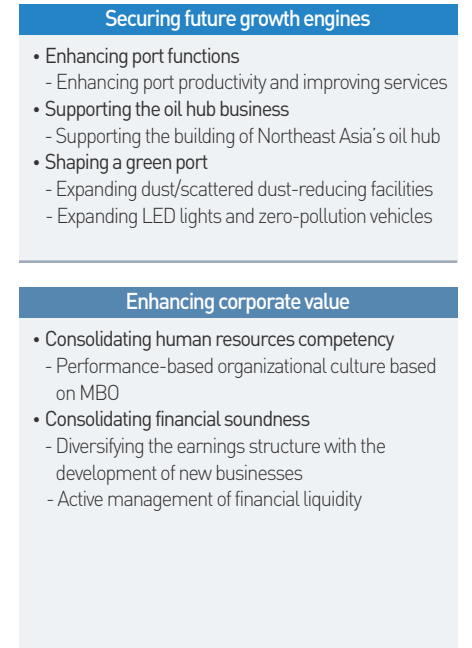 Securing future growth engines
• Enhancing port functions
- Enhancing port productivity and improving services
• Supporting the oil hub business
- Supporting the building of Northeast Asia's oil hub
• Shaping a green port
- Expanding dust/scattered dust-reducing facilities
- Expanding LED lights and zero-pollution vehicles
Enhancing corporate value
• Consolidating human resources competency
- Performance-based organizational culture based
on MBO
• Consolidating financial soundness
- Diversifying the earnings structure with the
development of new businesses
- Active management of financial liquidity